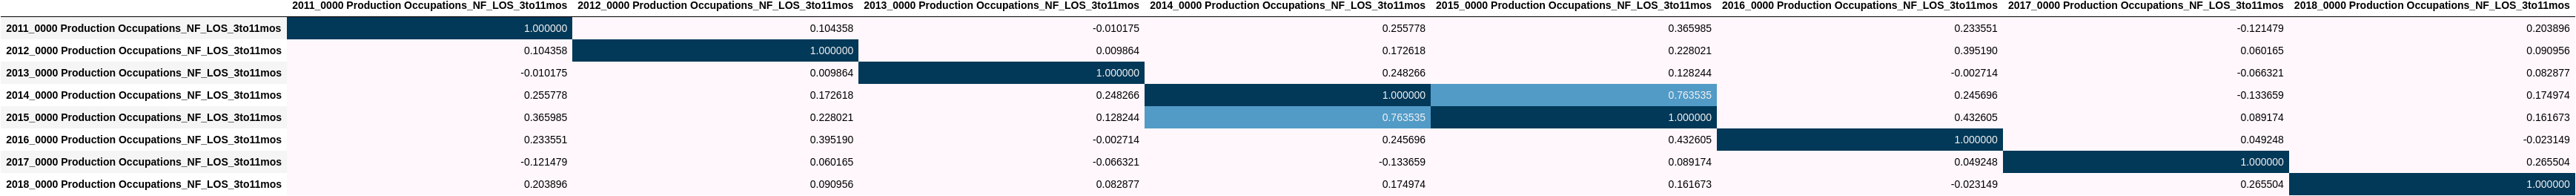 2011_0000 Production Occupations_NF_LOS_3to11mos 2012_0000 Production Occupations_NF_LOS_3to11mos 2013_0000 Production Occupations_NF_LOS_3to11mos 2014_0000 Production Occupations_NF_LOS_3to11mos 2015_0000 Production Occupations_NF_LOS_3to11mos 2016_0000 Production Occupations_NF_LOS_3to11mos 2017_0000 Production Occupations_NF_LOS_3to11mos 2018_0000 Production Occupations_NF_LOS_3to11mos
2011_0000 Production Occupations_NF_LOS_3to11mos 1.000000 0.104358 -0.010175 0.255778 0.365985 0.233551 -0.121479 0.203896
2012_0000 Production Occupations_NF_LOS_3to11mos 0.104358 1.000000 0.009864 0.172618 0.228021 0.395190 0.060165 0.090956
2013_0000 Production Occupations_NF_LOS_3to11mos -0.010175 0.009864 1.000000 0.248266 0.128244 -0.002714 -0.066321 0.082877
2014_0000 Production Occupations_NF_LOS_3to11mos 0.255778 0.172618 0.248266 1.000000 0.763535 0.245696 -0.133659 0.174974
2015_0000 Production Occupations_NF_LOS_3to11mos 0.365985 0.228021 0.128244 0.763535 1.000000 0.432605 0.089174 0.161673
2016_0000 Production Occupations_NF_LOS_3to11mos 0.233551 0.395190 -0.002714 0.245696 0.432605 1.000000 0.049248 -0.023149
2017_0000 Production Occupations_NF_LOS_3to11mos -0.121479 0.060165 -0.066321 -0.133659 0.089174 0.049248 1.000000 0.265504
2018_0000 Production Occupations_NF_LOS_3to11mos 0.203896 0.090956 0.082877 0.174974 0.161673 -0.023149 0.265504 1.000000